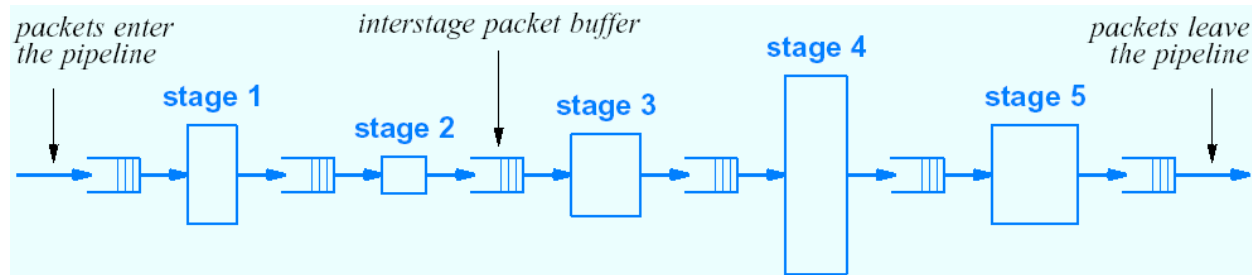 packets enter
the pipeline
interstage packet buffer
stage 4
packets leave
the pipeline
stage 1
stage 2
stage 3
stage 5